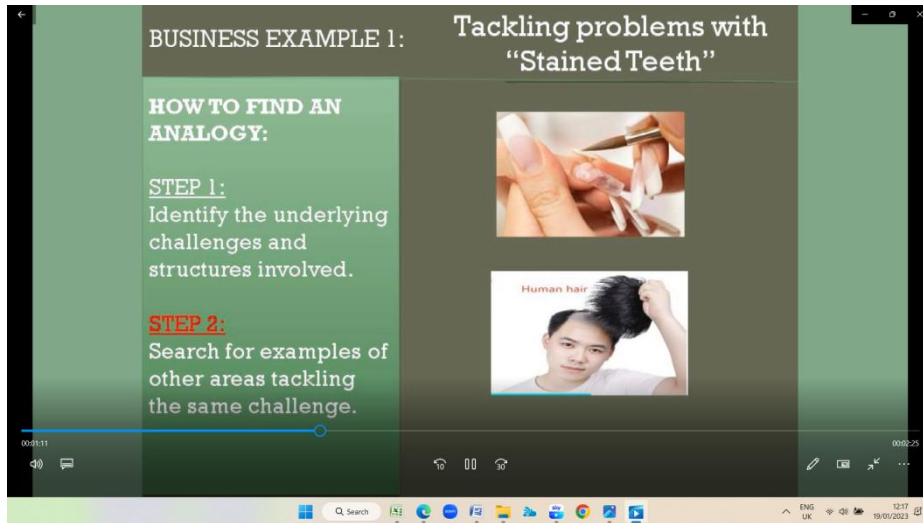 BUSINESS EXAMPLE 1:
Tackling problems with
“Stained Teeth”
HOW TO FIND AN
ANALOGY:
STEP 1:
Identify the underlying
challenges and
structures involved.
STEP 2:
Search for examples of
other areas tackling
the same challenge.
Human hair
00:01:11
00:02:25
10
30
Search
ENG
UK
12:17
19/01/2023